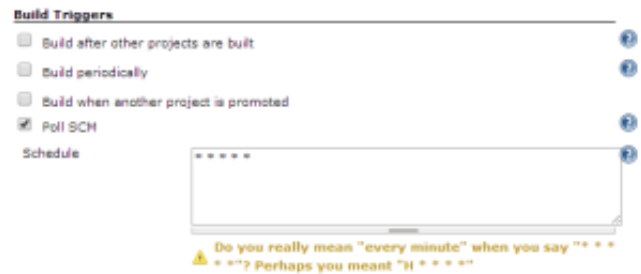 Build Triggers
Build after other projects are built
Build periodically
Build when another project is promoted
Poll SCM
Schedule
* * * * *
Do you really mean "every minute" when you say "* * *
* *"? Perhaps you meant "H * * * *"